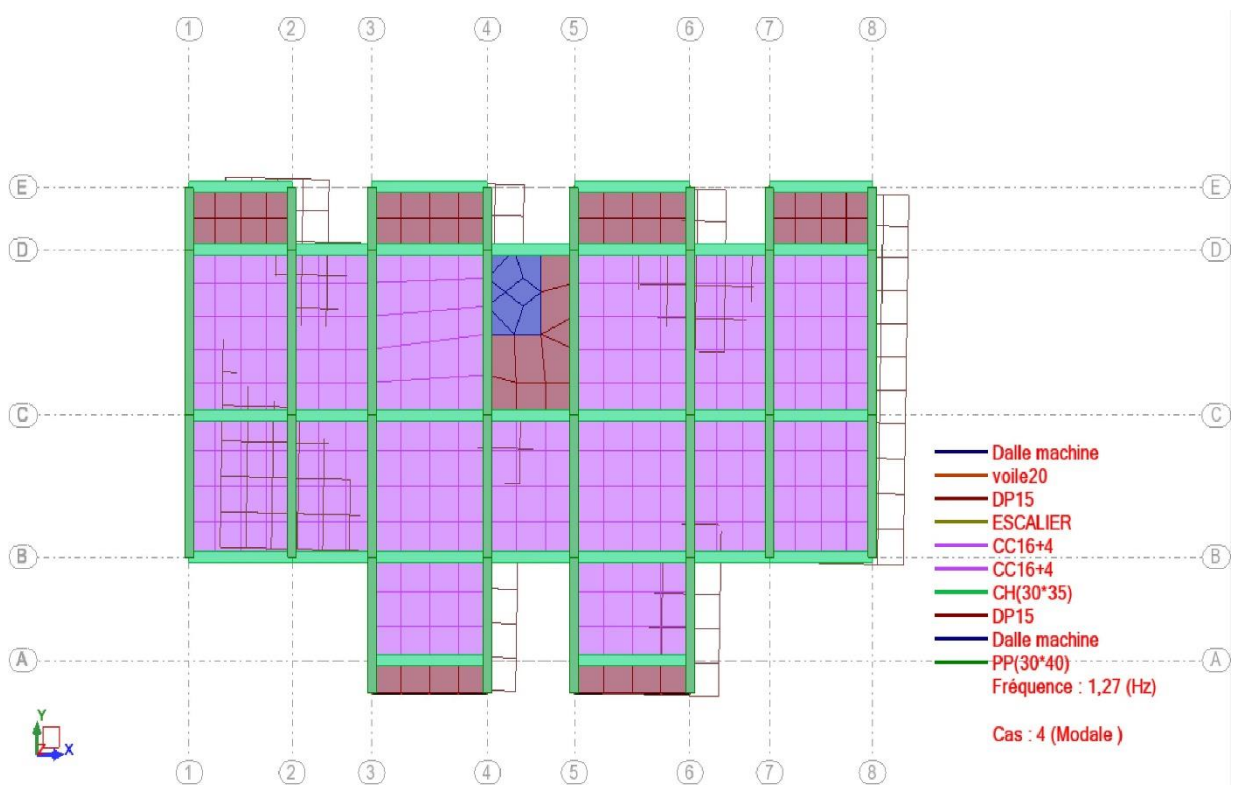 1 2 3 4 5 6 7 8
E E
D D
C C
Dalle machine
voile20
DP15
ESCALIER
CC16+4
B CC16+4 B
CH(30*35)
DP15
Dalle machine
A PP(30*40) A
Fréquence : 1,27 (Hz)
Cas : 4 (Modale )
Y
Z X
1 2 3 4 5 6 7 8